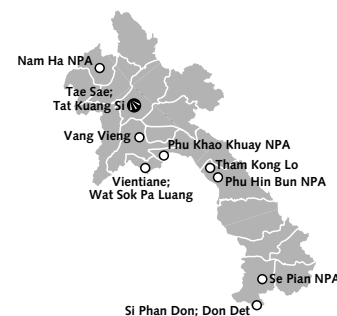 Nam Ha NPA
Tae Sae;
Tat Kuang Si
Vang Vieng
Phu Khao Khuay NPA
Tham Kong Lo
Phu Hin Bun NPA
Vientiane;
Wat Sok Pa Luang
Se Pian NPA
Si Phan Don; Don Det